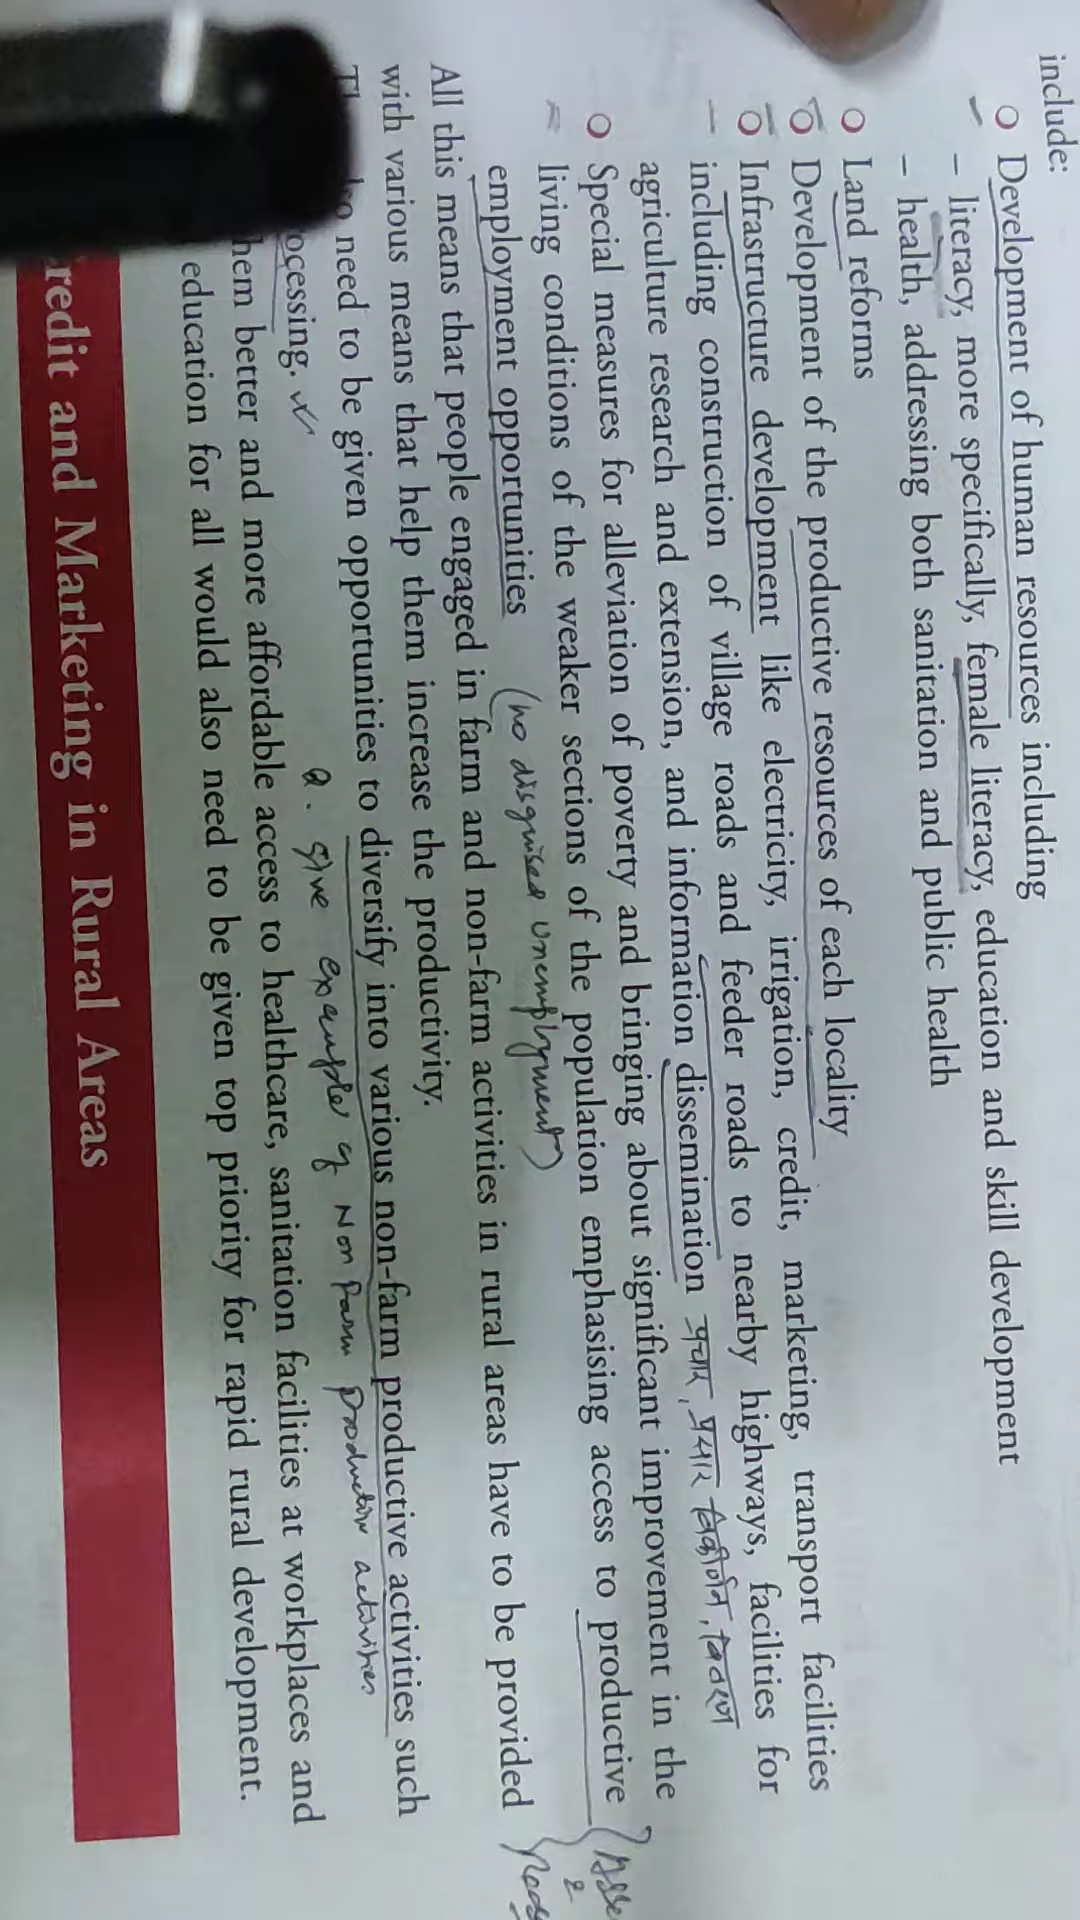 include:
Development of human resources including
– literacy, more specifically, female literacy, education and skill development
– health, addressing both sanitation and public health
Land reforms
Development of the productive resources of each locality
Infrastructure development like electricity, irrigation, credit, marketing, transport facilities
including construction of village roads and feeder roads to nearby highways, facilities for
agriculture research and extension, and information dissemination प्रचार, प्रसार विकीर्णन, वितरण
Special measures for alleviation of poverty and bringing about significant improvement in the
living conditions of the weaker sections of the population emphasising access to productive
employment opportunities
(no disguised unemployment)
All this means that people engaged in farm and non-farm activities in rural areas have to be provided
with various means that help them increase the productivity.
need to be given opportunities to diversify into various non-farm productive activities such
ocessing.
Q. give example of Non farm production activities
hem better and more affordable access to healthcare, sanitation facilities at workplaces and
education for all would also need to be given top priority for rapid rural development.
redit and Marketing in Rural Areas